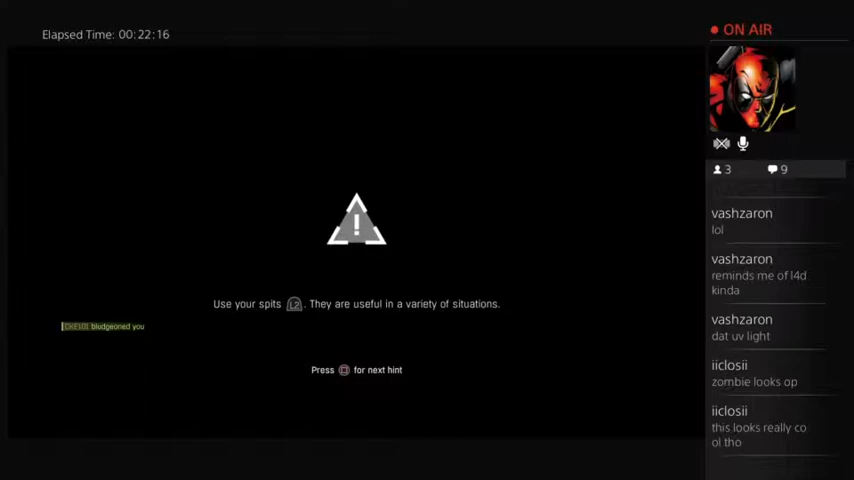 Elapsed Time: 00:22:16
ON AIR
3
9
vashzaron
lol
vashzaron
reminds me of l4d
kinda
vashzaron
dat uv light
iiclosii
zombie looks op
iiclosii
this looks really co
ol tho
!
Use your spits L2. They are useful in a variety of situations.
bludgeoned you
Press for next hint